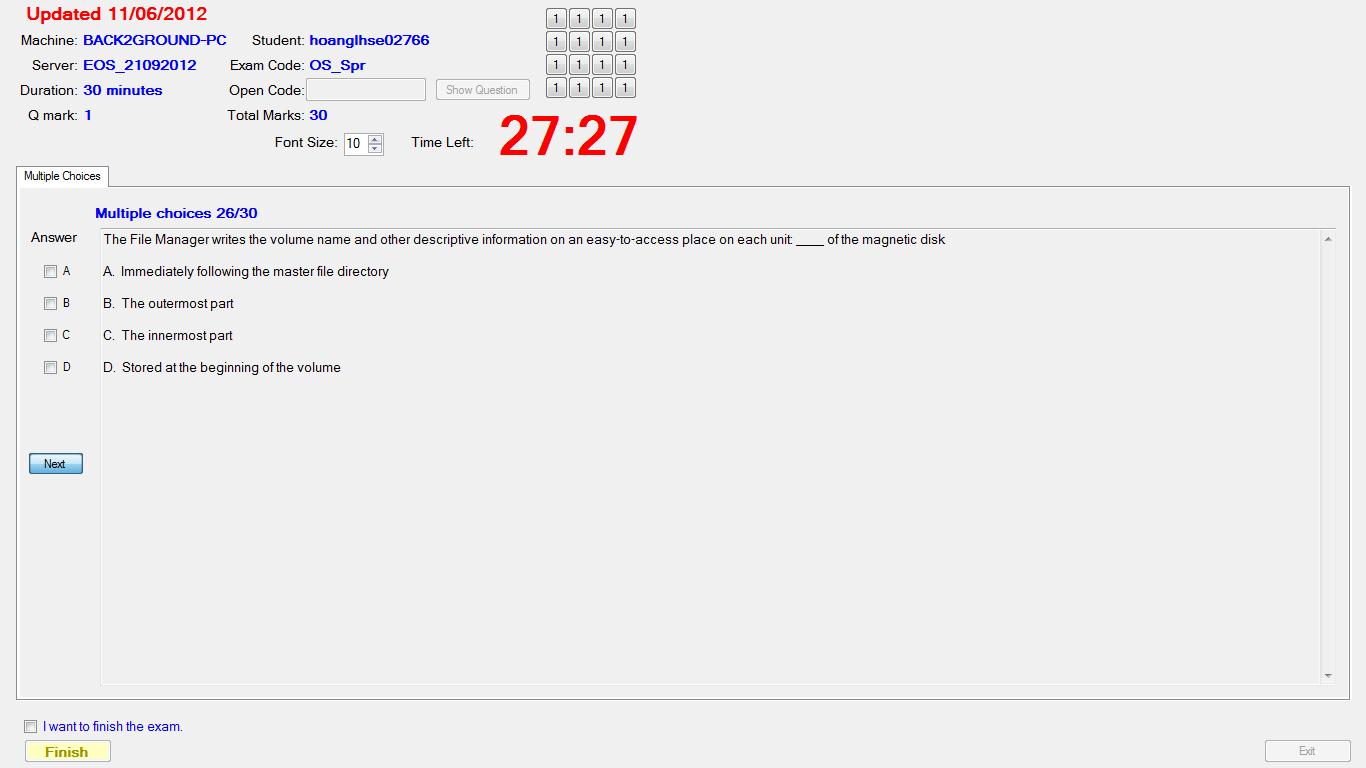 Updated 11/06/2012
Machine: BACK2GROUND-PC Student: hoanglhse02766
Server: EOS_21092012 Exam Code: OS_Spr
Duration: 30 minutes Open Code: Show Question
Q mark: 1 Total Marks: 30
1 1 1 1
1 1 1 1
1 1 1 1
1 1 1 1
Font Size: 10 Time Left: 27:27
Multiple Choices
Multiple choices 26/30
Answer
The File Manager writes the volume name and other descriptive information on an easy-to-access place on each unit: ____ of the magnetic disk
A A. Immediately following the master file directory
B B. The outermost part
C C. The innermost part
D D. Stored at the beginning of the volume
Next
I want to finish the exam.
Finish Exit